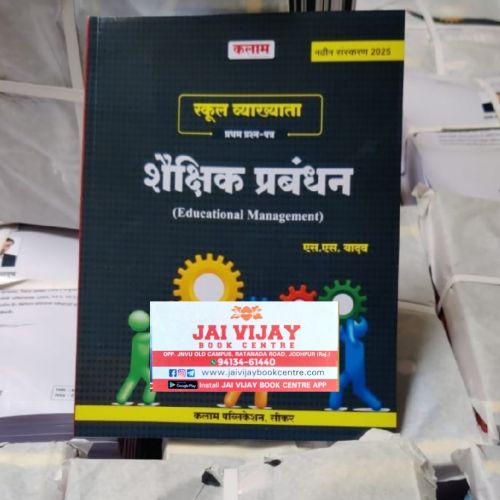 कलाम
नवीन संस्करण 2025
स्कूल व्याख्याता
प्रथम प्रश्न-पत्र
शैक्षिक प्रबंधन
(Educational Management)
एस.एस. यादव
JAI VIJAY
BOOK CENTRE
OPP. JNVU OLD CAMPUS, RATANADA ROAD, JODHPUR (Raj.)
94134-61440
www.jaivijaybookcentre.com
Google Play Install JAI VIJAY BOOK CENTRE APP
कलाम पब्लिकेशन, सीकर